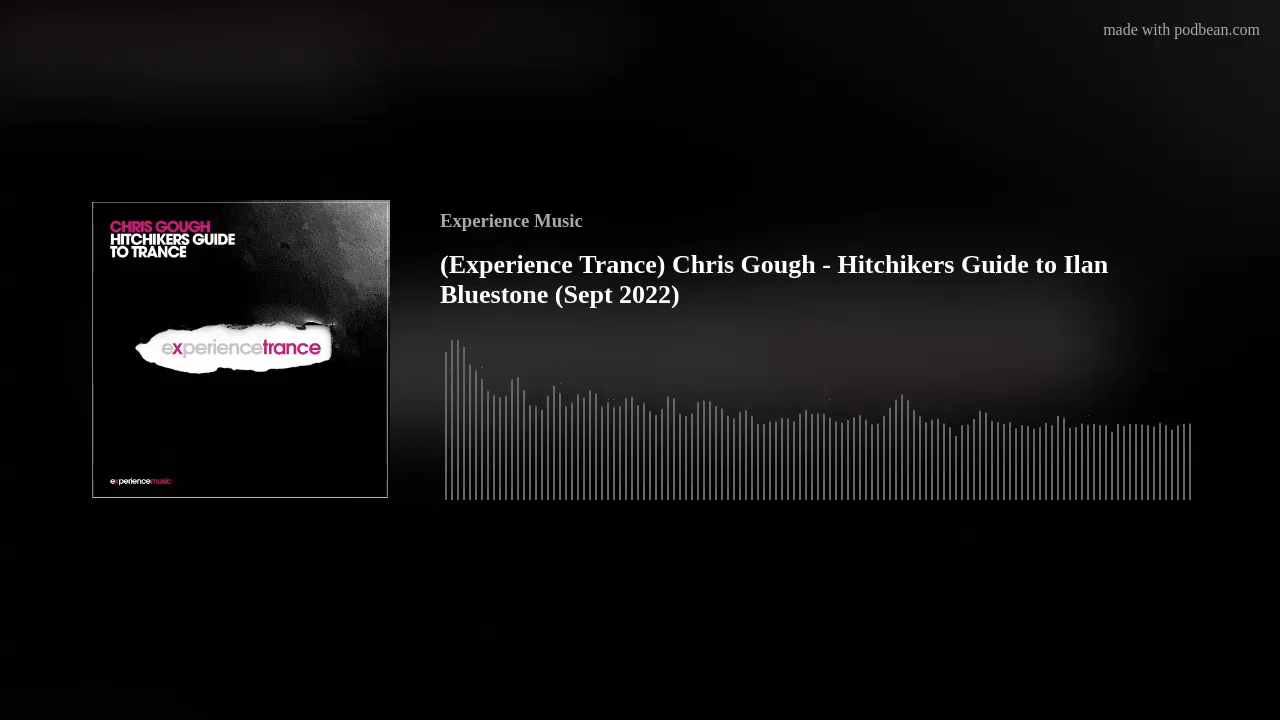 made with podbean.com
CHRIS GOUGH
HITCHIKERS GUIDE
TO TRANCE
experiencetrance
experiencemusic
Experience Music
(Experience Trance) Chris Gough - Hitchikers Guide to Ilan
Bluestone (Sept 2022)